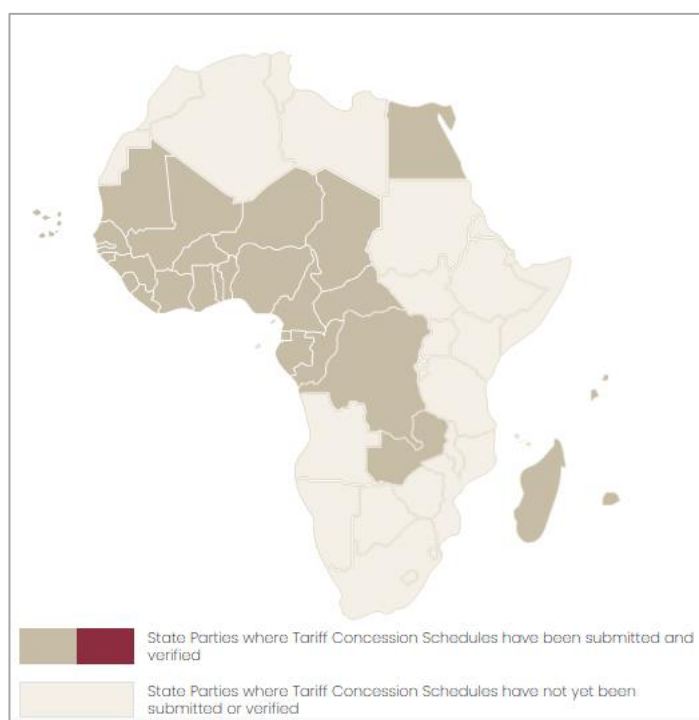 State Parties where Tariff Concession Schedules have been submitted and
verified
State Parties where Tariff Concession Schedules have not yet been
submitted or verified